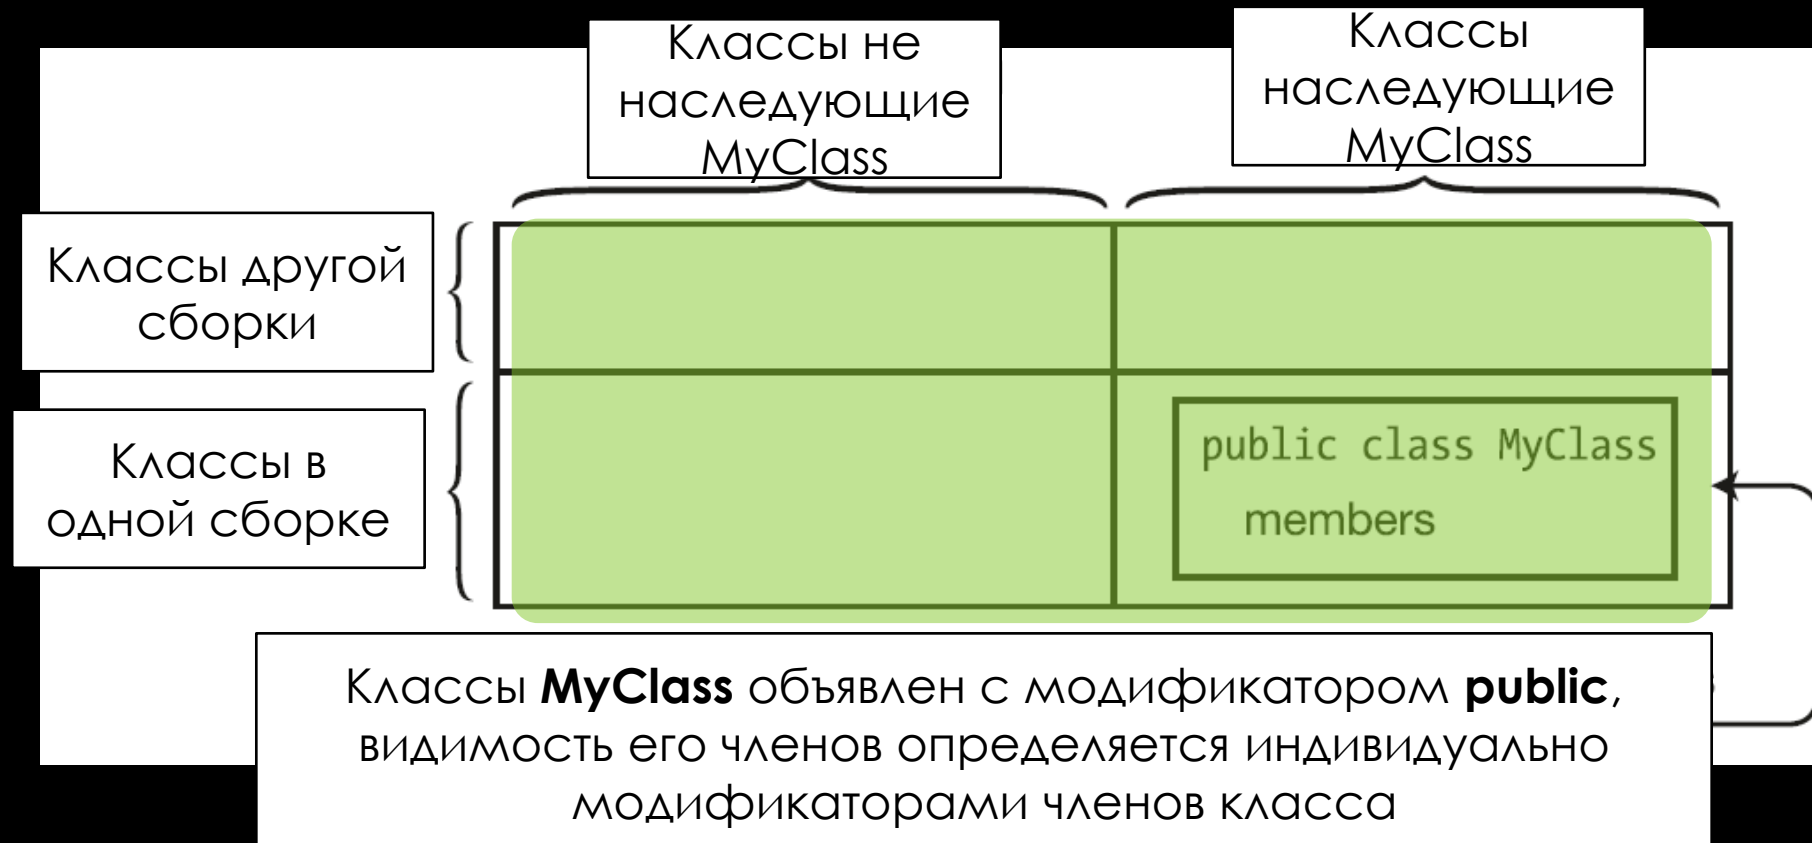 Классы не
наследующие
MyClass
Классы
наследующие
MyClass
Классы другой
сборки
Классы в
одной сборке
public class MyClass
members
Классы MyClass объявлен с модификатором public,
видимость его членов определяется индивидуально
модификаторами членов класса